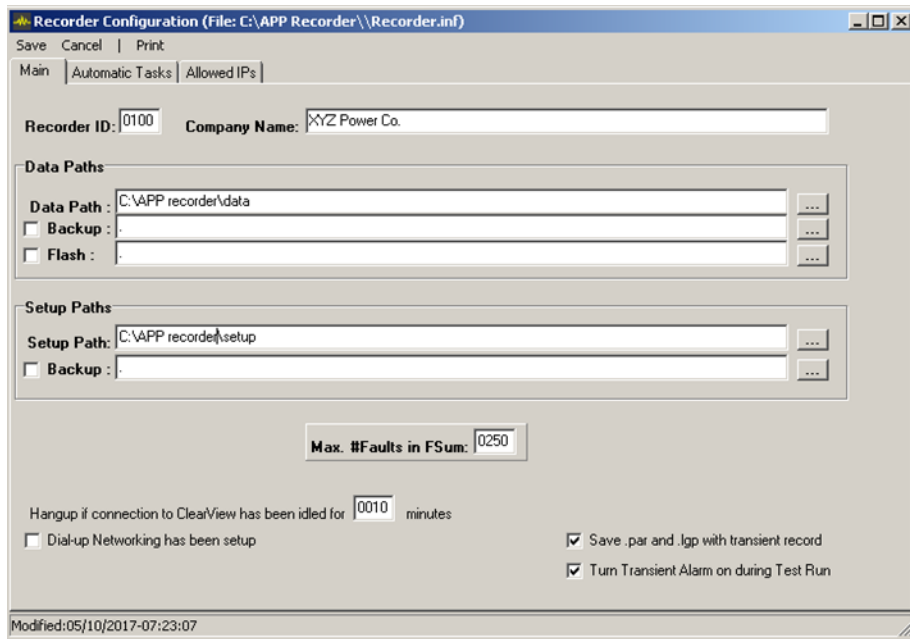 Recorder Configuration (File: C:\APP Recorder\\Recorder.inf)
Save Cancel | Print
Main Automatic Tasks Allowed IPs
Recorder ID: 0100 Company Name: XYZ Power Co.
Data Paths
Data Path : C:\APP recorder\data ...
Backup : . ...
Flash : . ...
Setup Paths
Setup Path: C:\APP recorder\setup ...
Backup : . ...
Max. #Faults in FSum: 0250
Hangup if connection to ClearView has been idled for 0010 minutes
Dial-up Networking has been setup
Save .par and .lgp with transient record
Turn Transient Alarm on during Test Run
Modified:05/10/2017-07:23:07